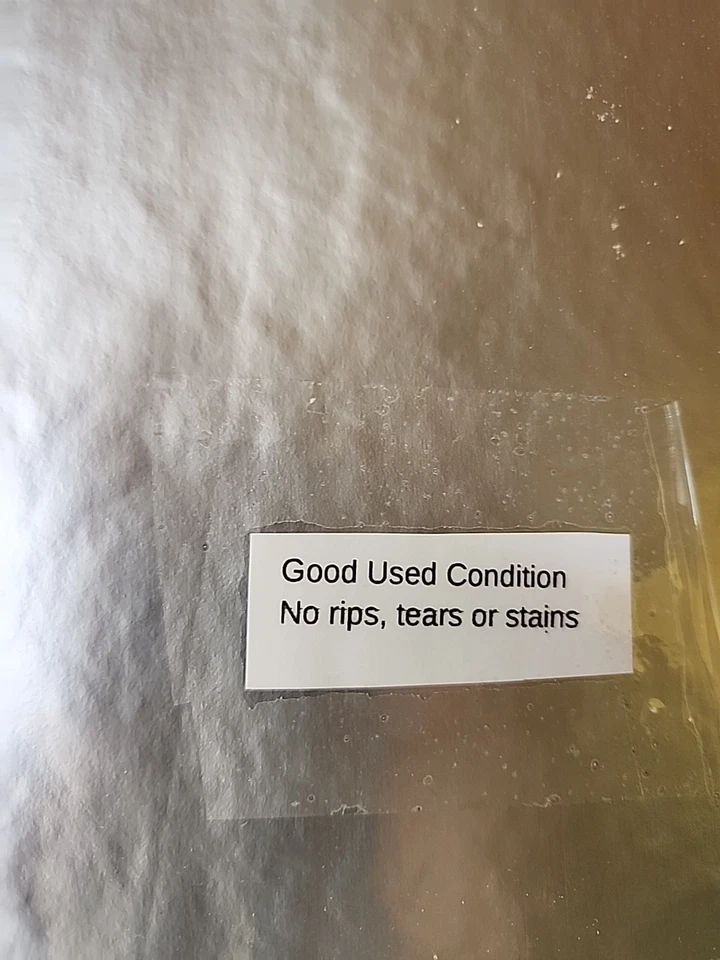 Good Used Condition
No rips, tears or stains